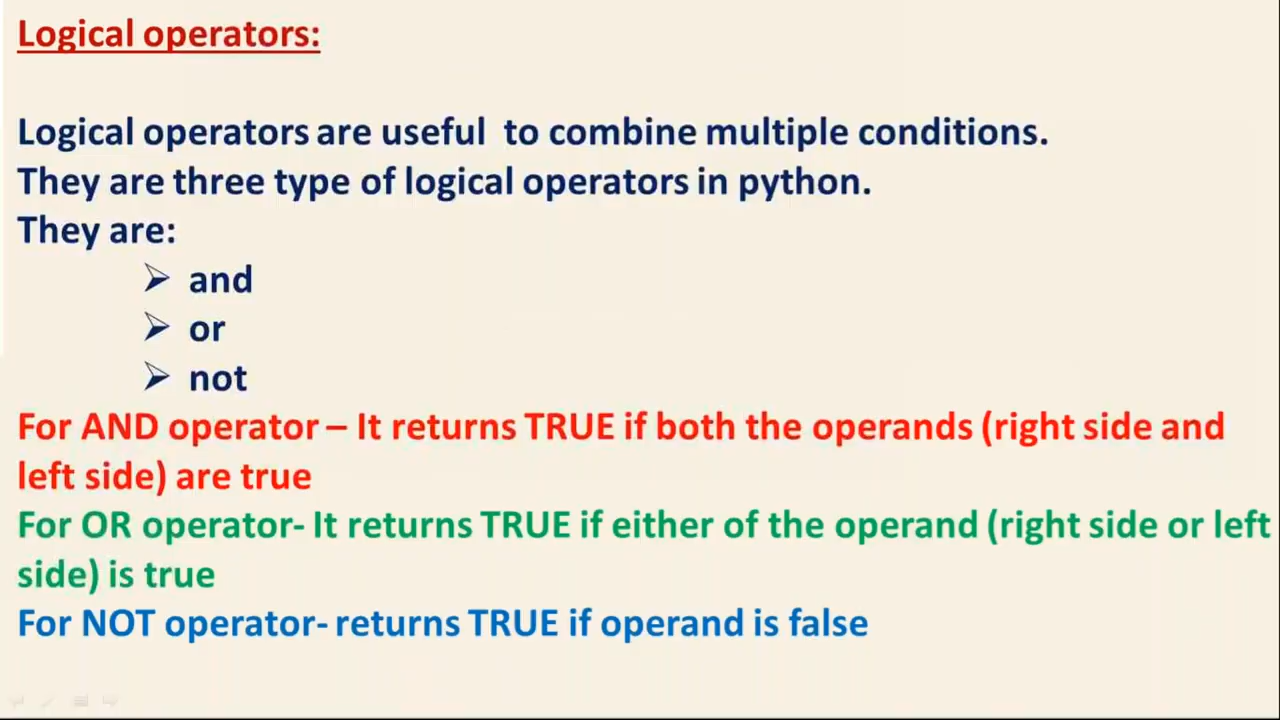 Logical operators:
Logical operators are useful  to combine multiple conditions.
They are three type of logical operators in python.
They are:
➢ and
➢ or
➢ not
For AND operator – It returns TRUE if both the operands (right side and
left side) are true
For OR operator- It returns TRUE if either of the operand (right side or left
side) is true
For NOT operator- returns TRUE if operand is false